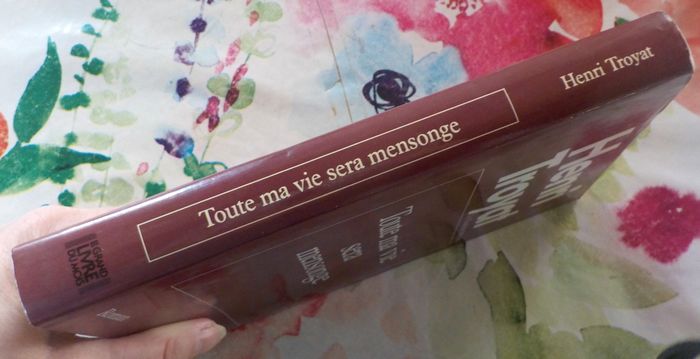 Henri Troyat
Toute ma vie sera mensonge
LE GRAND
LIVRE
DU MOIS
Henri
Troyat
Toute ma vie
sera
mensonge